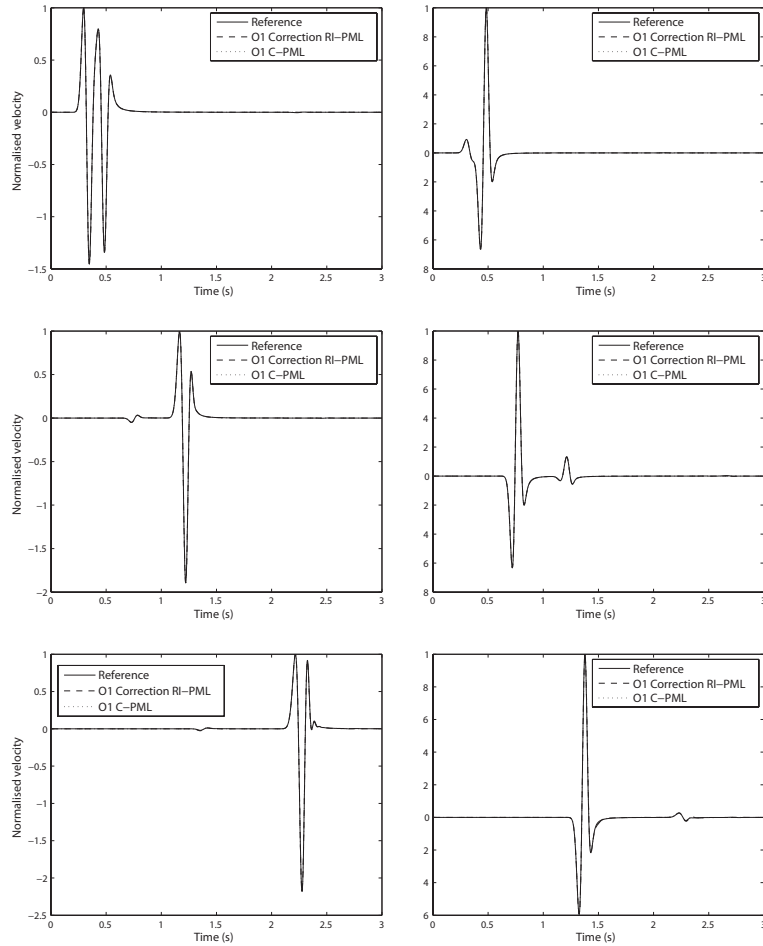 1
0.5
0
−0.5
−1
−1.5
Normalised velocity
Reference
O1 Correction RI−PML
O1 C−PML
0 0.5 1 1.5 2 2.5 3
Time (s)
1
8
6
4
2
0
2
4
6
8
Reference
O1 Correction RI−PML
O1 C−PML
0 0.5 1 1.5 2 2.5 3
Time (s)
1
0.5
0
−0.5
−1
−1.5
−2
Normalised velocity
Reference
O1 Correction RI−PML
O1 C−PML
0 0.5 1 1.5 2 2.5 3
Time (s)
1
8
6
4
2
0
2
4
6
8
Reference
O1 Correction RI−PML
O1 C−PML
0 0.5 1 1.5 2 2.5 3
Time (s)
1
0.5
0
−0.5
−1
−1.5
−2
−2.5
Normalised velocity
Reference
O1 Correction RI−PML
O1 C−PML
0 0.5 1 1.5 2 2.5 3
Time (s)
1
8
6
4
2
0
2
4
6
Reference
O1 Correction RI−PML
O1 C−PML
0 0.5 1 1.5 2 2.5 3
Time (s)